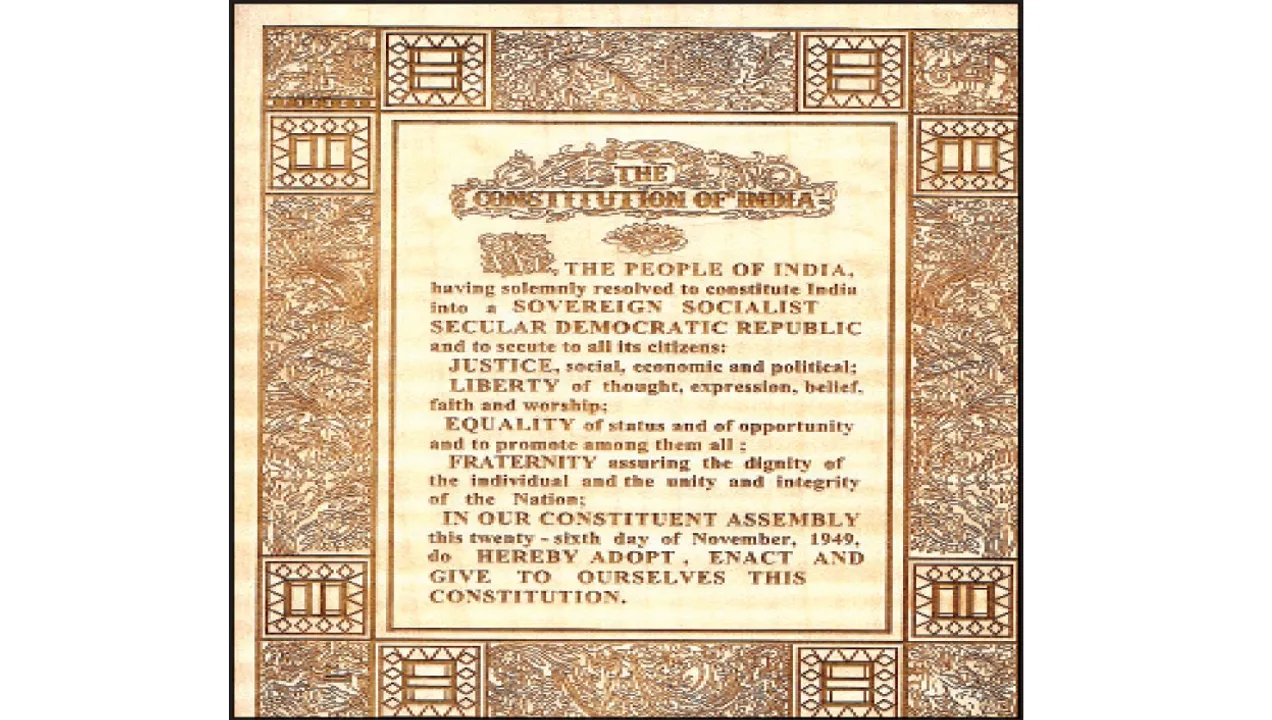 THE
CONSTITUTION OF INDIA
WE, THE PEOPLE OF INDIA,
having solemnly resolved to constitute India
into a SOVEREIGN SOCIALIST
SECULAR DEMOCRATIC REPUBLIC
and to secute to all its citizens:
JUSTICE, social, economic and political;
LIBERTY of thought, expression, belief,
faith and worship;
EQUALITY of status and of opportunity
and to promote among them all ;
FRATERNITY assuring the dignity of
the individual and the unity and integrity
of the Nation;
IN OUR CONSTITUENT ASSEMBLY
this twenty - sixth day of November, 1949,
do HEREBY ADOPT , ENACT AND
GIVE TO OURSELVES THIS
CONSTITUTION.